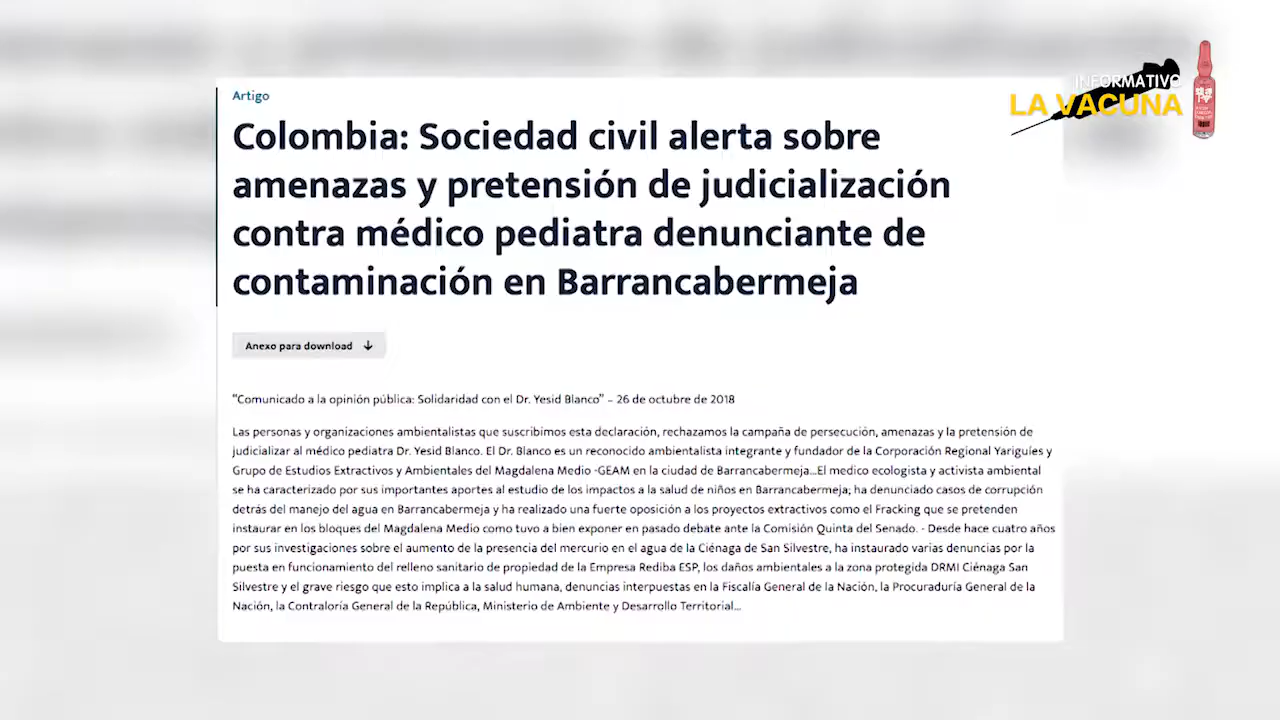 INFORMATIVO
LA VACUNA
Artigo
Colombia: Sociedad civil alerta sobre
amenazas y pretensión de judicialización
contra médico pediatra denunciante de
contaminación en Barrancabermeja
Anexo para download ↓
“Comunicado a la opinión pública: Solidaridad con el Dr. Yesid Blanco” – 26 de octubre de 2018
Las personas y organizaciones ambientalistas que suscribimos esta declaración, rechazamos la campaña de persecución, amenazas y la pretensión de
judicializar al médico pediatra Dr. Yesid Blanco. El Dr. Blanco es un reconocido ambientalista integrante y fundador de la Corporación Regional Yariguíes y
Grupo de Estudios Extractivos y Ambientales del Magdalena Medio -GEAM en la ciudad de Barrancabermeja...El medico ecologista y activista ambiental
se ha caracterizado por sus importantes aportes al estudio de los impactos a la salud de niños en Barrancabermeja; ha denunciado casos de corrupción
detrás del manejo del agua en Barrancabermeja y ha realizado una fuerte oposición a los proyectos extractivos como el Fracking que se pretenden
instaurar en los bloques del Magdalena Medio como tuvo a bien exponer en pasado debate ante la Comisión Quinta del Senado. - Desde hace cuatro años
por sus investigaciones sobre el aumento de la presencia del mercurio en el agua de la Ciénaga de San Silvestre, ha instaurado varias denuncias por la
puesta en funcionamiento del relleno sanitario de propiedad de la Empresa Rediba ESP, los daños ambientales a la zona protegida DRMI Ciénaga San
Silvestre y el grave riesgo que esto implica a la salud humana, denuncias interpuestas en la Fiscalía General de la Nación, la Procuraduría General de la
Nación, la Contraloría General de la República, Ministerio de Ambiente y Desarrollo Territorial...